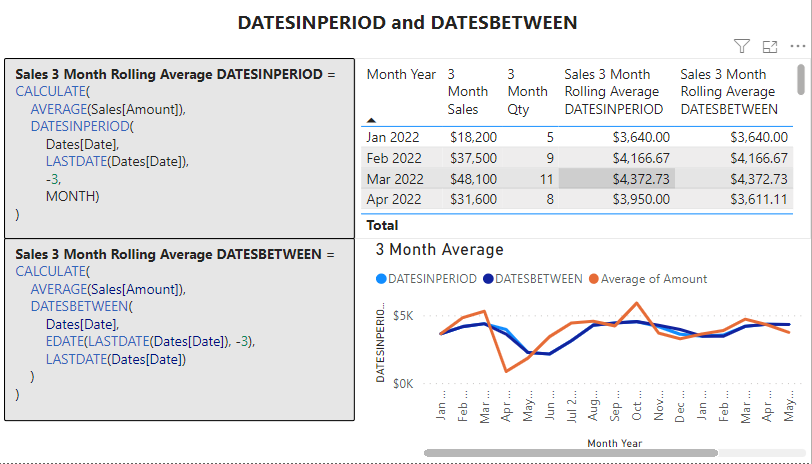 DATESINPERIOD and DATESBETWEEN
Sales 3 Month Rolling Average DATESINPERIOD =
CALCULATE(
AVERAGE(Sales[Amount]),
DATESINPERIOD(
Dates[Date],
LASTDATE(Dates[Date]),
-3,
MONTH)
)
Sales 3 Month Rolling Average DATESBETWEEN =
CALCULATE(
AVERAGE(Sales[Amount]),
DATESBETWEEN(
Dates[Date],
EDATE(LASTDATE(Dates[Date]), -3),
LASTDATE(Dates[Date])
)
)
Month Year 3 3 Sales 3 Month Sales 3 Month
Month Month Rolling Average Rolling Average
Sales Qty DATESINPERIOD DATESBETWEEN
Jan 2022 $18,200 5 $3,640.00 $3,640.00
Feb 2022 $37,500 9 $4,166.67 $4,166.67
Mar 2022 $48,100 11 $4,372.73 $4,372.73
Apr 2022 $31,600 8 $3,950.00 $3,611.11
Total
3 Month Average
DATESINPERIOD DATESBETWEEN Average of Amount
DATESINPERIO...
$5K
$0K
Jan ...
Feb ...
Mar ...
Apr ...
May...
Jun ...
Jul 2...
Aug...
Sep ...
Oct ...
Nov...
Dec ...
Jan ...
Feb ...
Mar ...
Apr ...
May...
Month Year